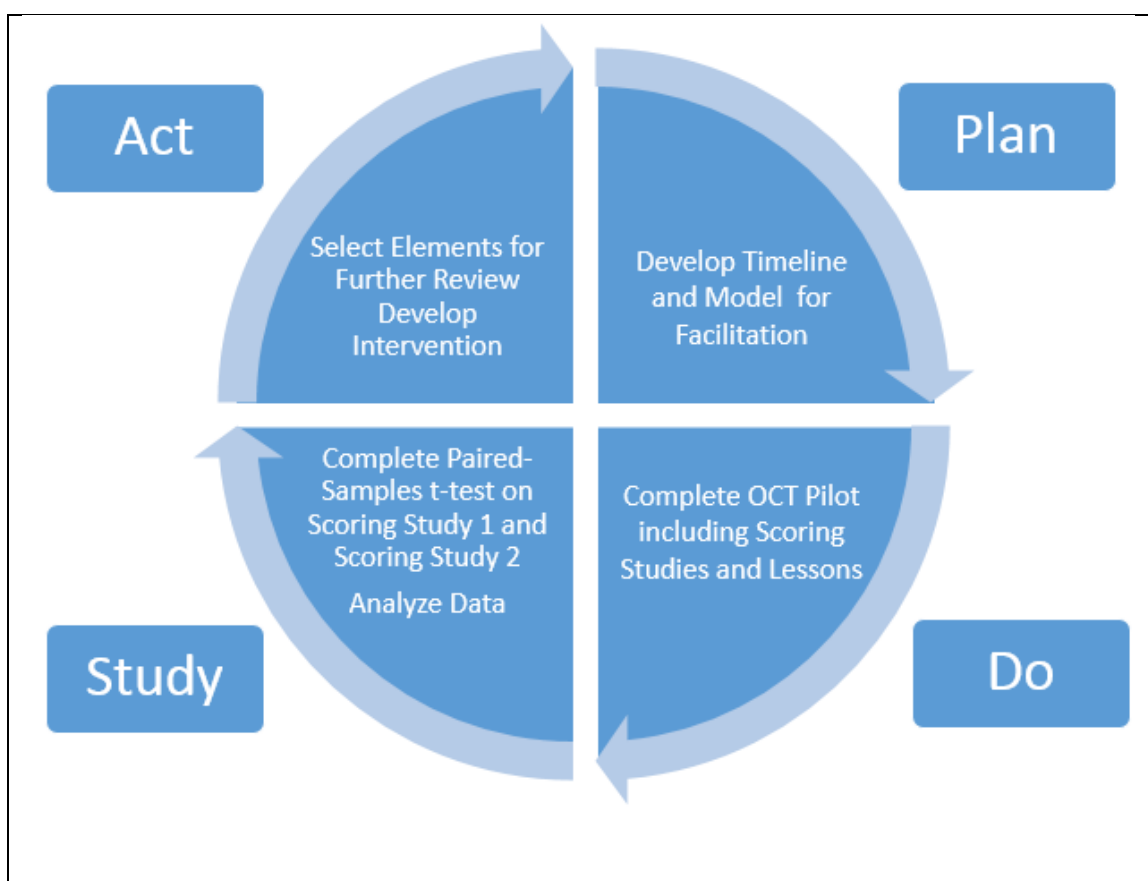 Act
Plan
Select Elements for
Further Review
Develop
Intervention
Develop Timeline
and Model for
Facilitation
Complete Paired-
Samples t-test on
Scoring Study 1 and
Scoring Study 2
Analyze Data
Complete OCT Pilot
including Scoring
Studies and Lessons
Study
Do